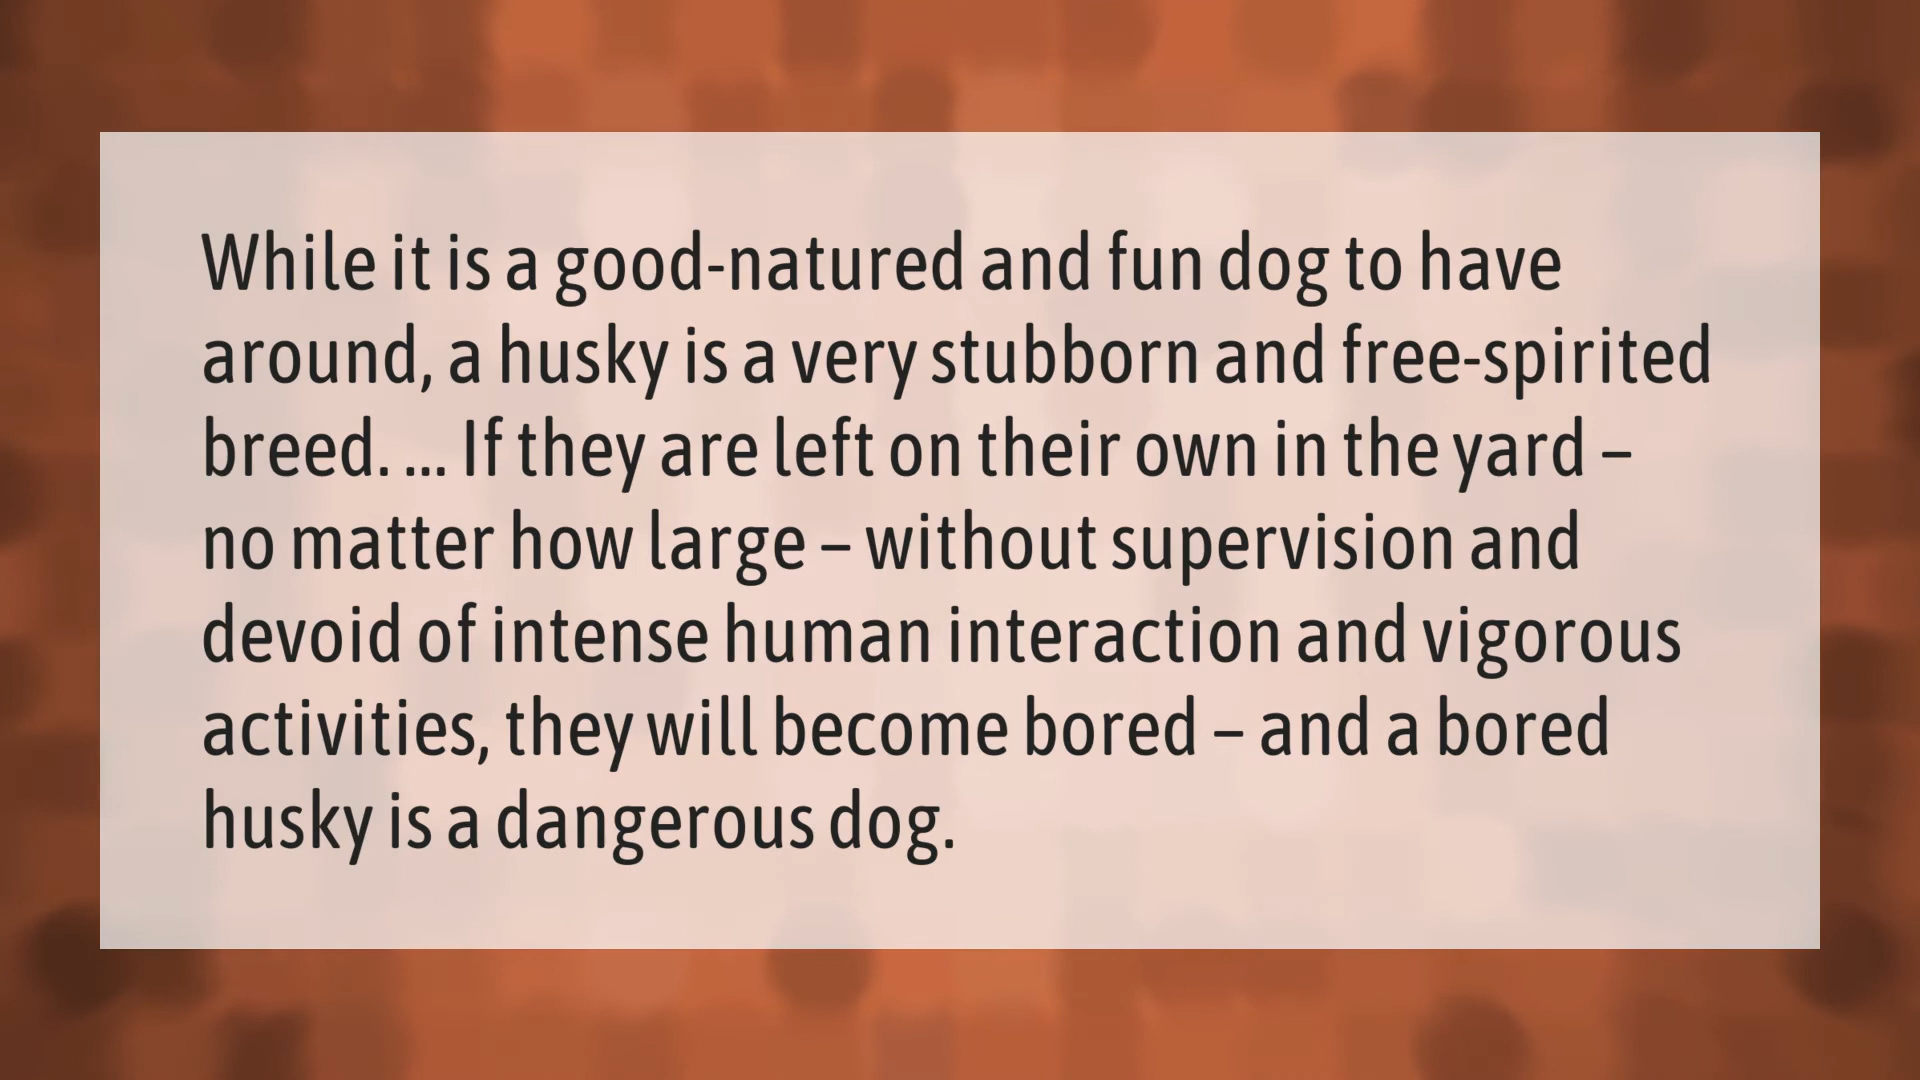 While it is a good-natured and fun dog to have
around, a husky is a very stubborn and free-spirited
breed. ... If they are left on their own in the yard –
no matter how large – without supervision and
devoid of intense human interaction and vigorous
activities, they will become bored – and a bored
husky is a dangerous dog.